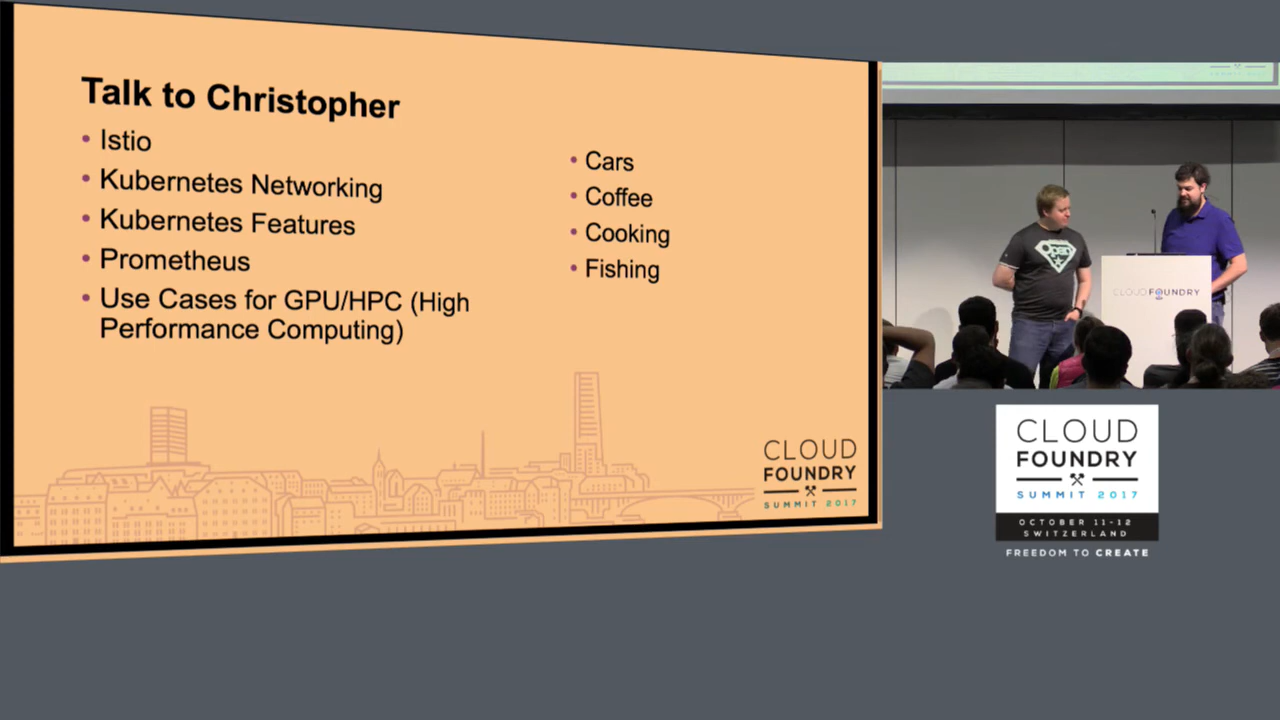 Talk to Christopher
• Istio
• Kubernetes Networking
• Kubernetes Features
• Prometheus
• Use Cases for GPU/HPC (High
Performance Computing)
• Cars
• Coffee
• Cooking
• Fishing
CLOUD
FOUNDRY
SUMMIT 2017
CLOUD FOUNDRY
CLOUD
FOUNDRY
SUMMIT 2017
OCTOBER 11-12
SWITZERLAND
FREEDOM TO CREATE